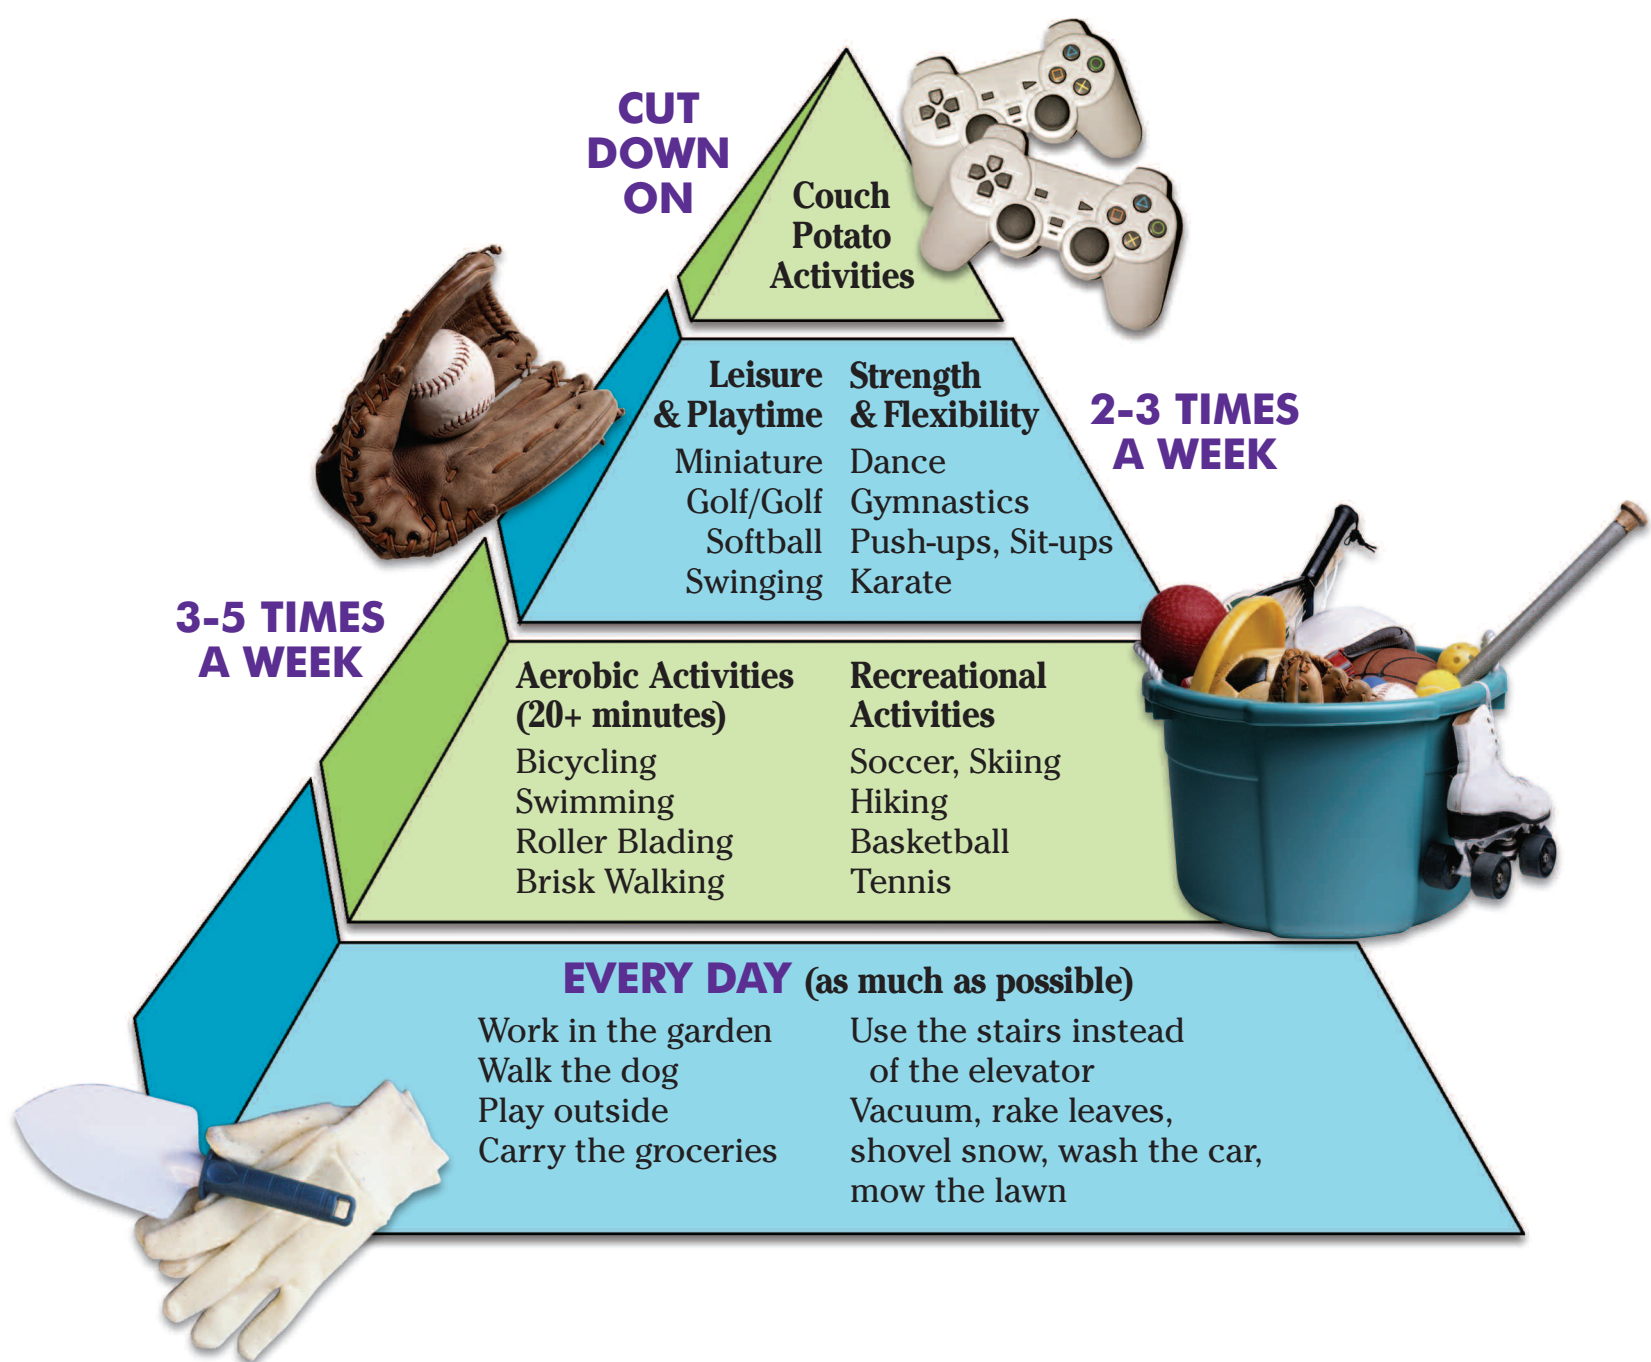 CUT
DOWN
ON
Couch
Potato
Activities
Leisure
& Playtime
Miniature
Golf/Golf
Softball
Swinging
Strength
& Flexibility
Dance
Gymnastics
Push-ups, Sit-ups
Karate
2-3 TIMES
A WEEK
3-5 TIMES
A WEEK
Aerobic Activities
(20+ minutes)
Bicycling
Swimming
Roller Blading
Brisk Walking
Recreational
Activities
Soccer, Skiing
Hiking
Basketball
Tennis
EVERY DAY (as much as possible)
Work in the garden
Walk the dog
Play outside
Carry the groceries
Use the stairs instead
of the elevator
Vacuum, rake leaves,
shovel snow, wash the car,
mow the lawn